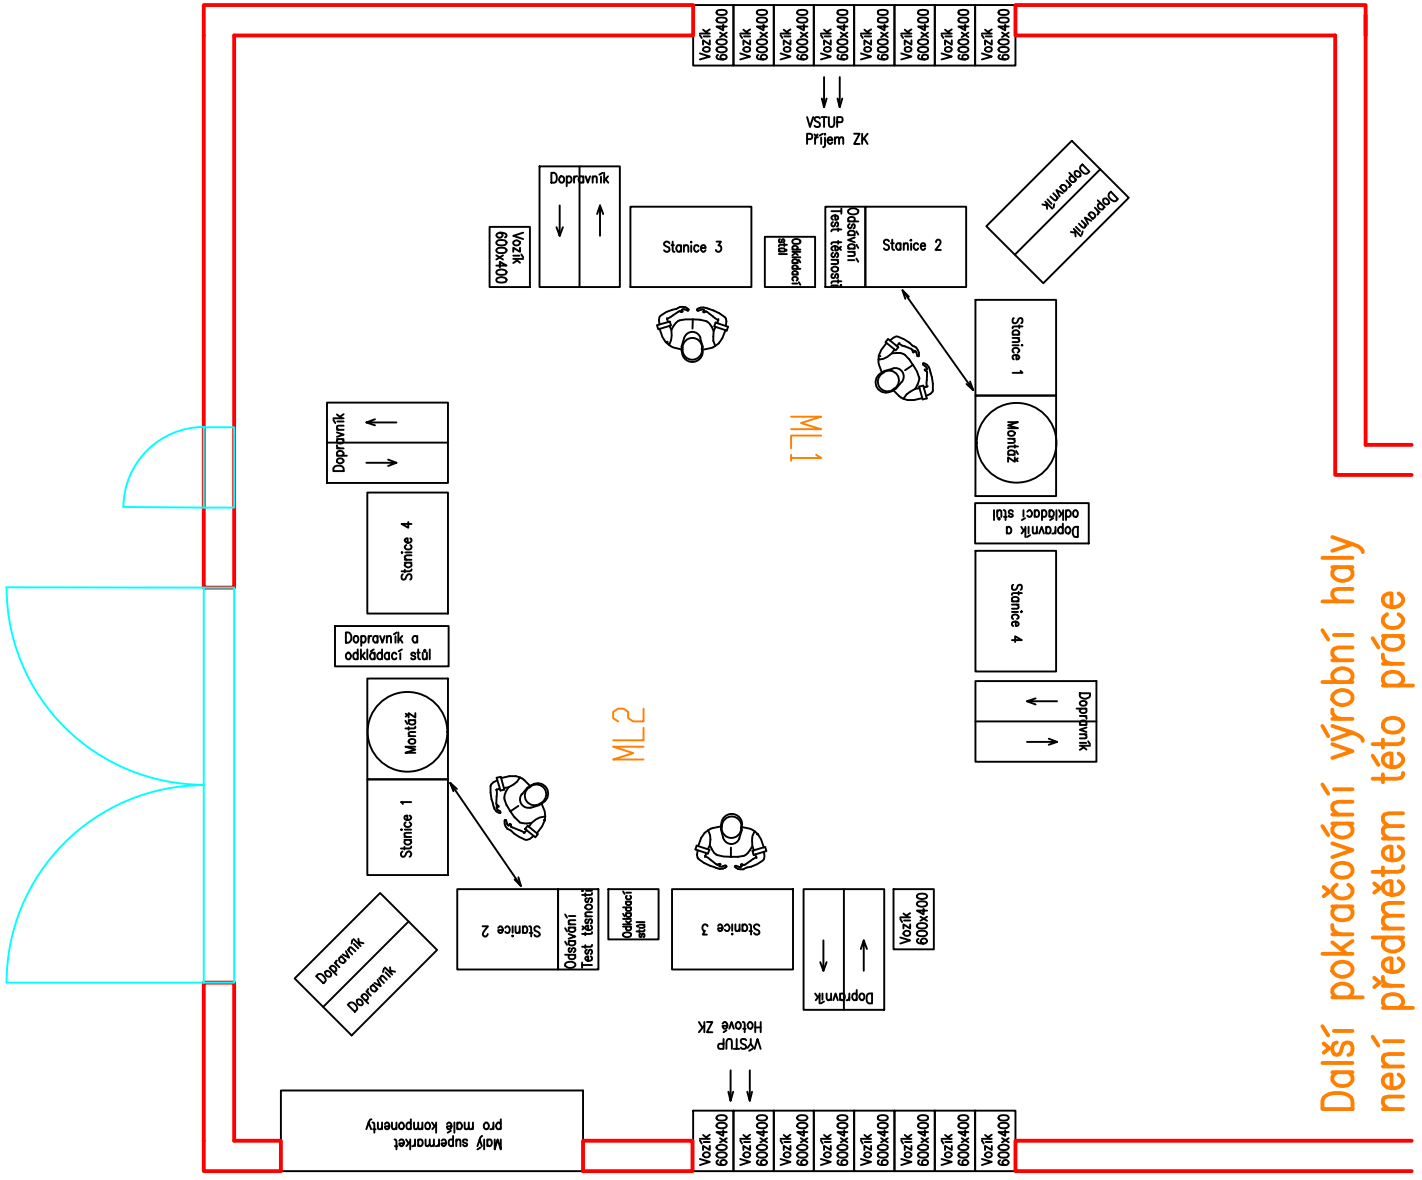 Vozík
600x400
Vozík
600x400
Vozík
600x400
Vozík
600x400
Vozík
600x400
Vozík
600x400
Vozík
600x400
Vozík
600x400
VSTUP
Příjem ZK
Dopravník
Vozík
600x400
Stanice 3
Odkládací
stůl
Odsávání
Test těsnosti
Stanice 2
Dopravník
Dopravník
Stanice 1
Montáž
Dopravník a
odkládací stůl
Stanice 4
Dopravník
ML1
Dopravník
Stanice 4
Dopravník a
odkládací stůl
Montáž
Stanice 1
ML2
Dopravník
Dopravník
Stanice 2
Odsávání
Test těsnosti
Odkládací
stůl
Stanice 3
Dopravník
Vozík
600x400
VÝSTUP
Hotové ZK
Malý supermarket
pro malé komponenty
Vozík
600x400
Vozík
600x400
Vozík
600x400
Vozík
600x400
Vozík
600x400
Vozík
600x400
Vozík
600x400
Vozík
600x400
Další pokračování výrobní haly
není předmětem této práce